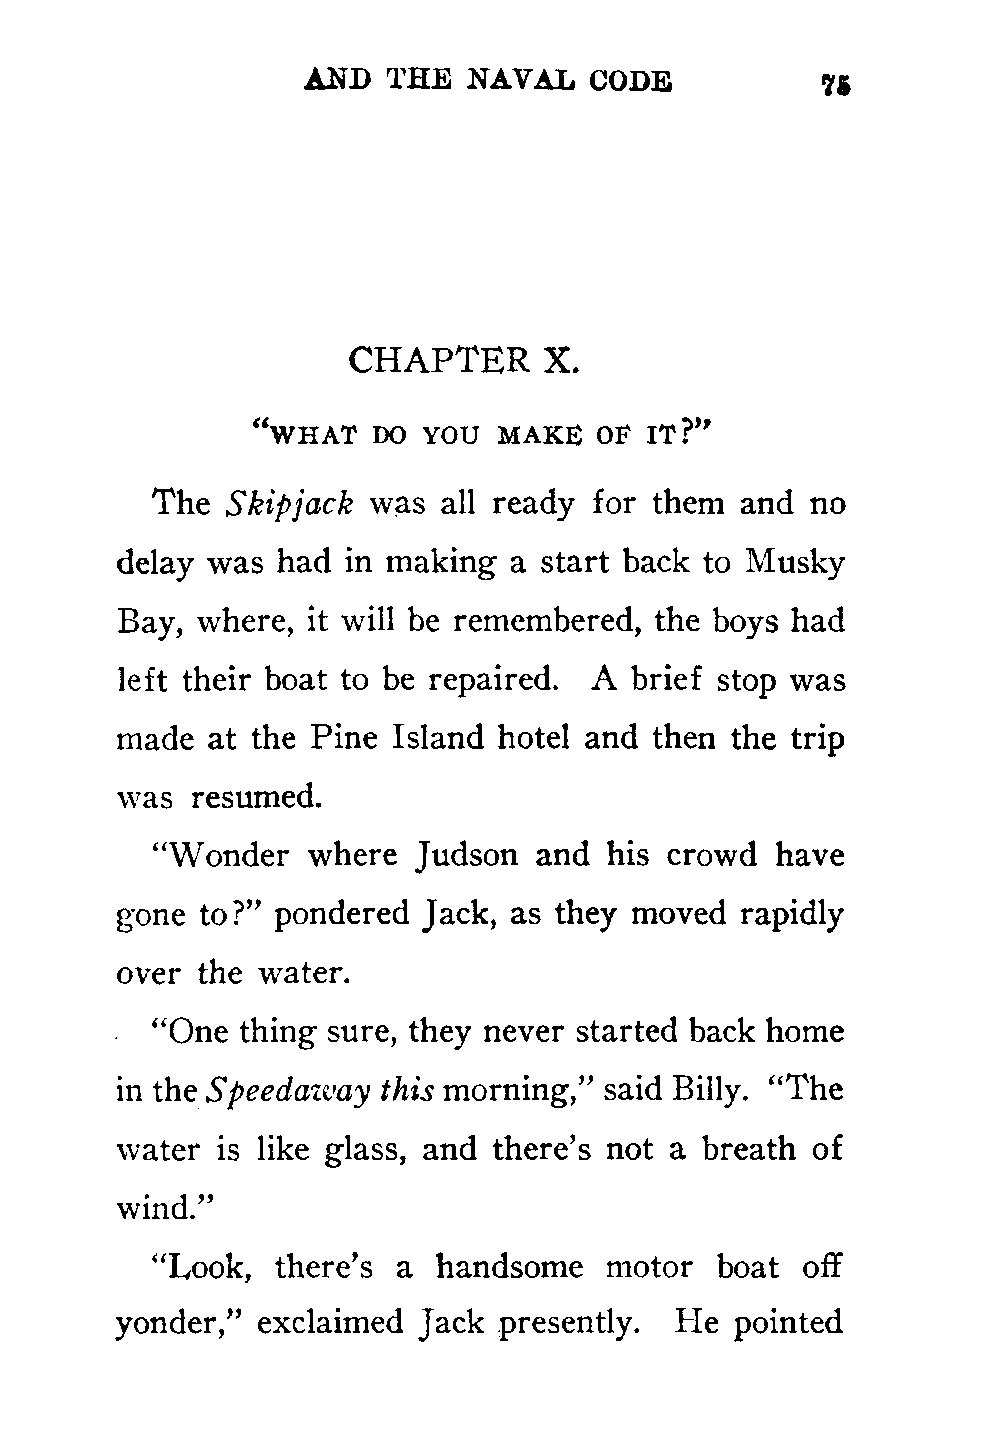 AND THE NAVAL CODE 75
CHAPTER X.
"WHAT DO YOU MAKE OF IT?"
The Skipjack was all ready for them and no
delay was had in making a start back to Musky
Bay, where, it will be remembered, the boys had
left their boat to be repaired. A brief stop was
made at the Pine Island hotel and then the trip
was resumed.
"Wonder where Judson and his crowd have
gone to?" pondered Jack, as they moved rapidly
over the water.
"One thing sure, they never started back home
in the Speedaway this morning," said Billy. "The
water is like glass, and there's not a breath of
wind."
"Look, there's a handsome motor boat off
yonder," exclaimed Jack presently. He pointed